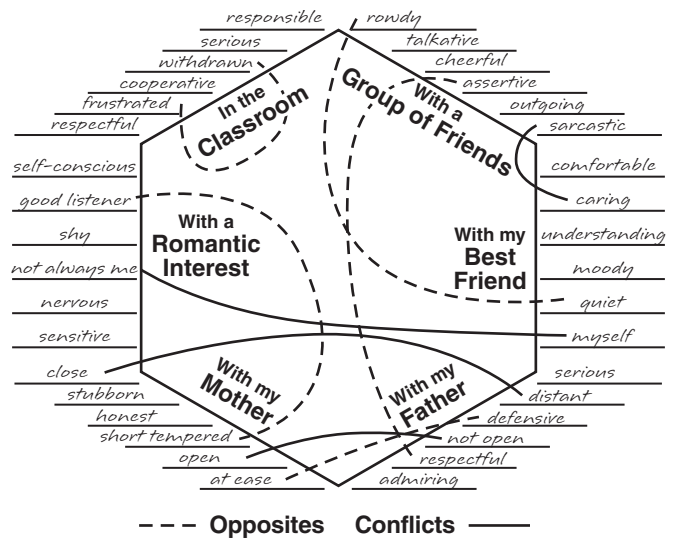 responsible
serious
withdrawn
cooperative
frustrated
respectful
rowdy
talkative
cheerful
assertive
outgoing
sarcastic
In the
Classroom
With a
Group of Friends
self-conscious
good listener
shy
not always me
nervous
sensitive
With a
Romantic
Interest
With my
Best
Friend
comfortable
caring
understanding
moody
quiet
myself
close
stubborn
honest
short tempered
open
at ease
With my
Mother
With my
Father
serious
distant
defensive
not open
respectful
admiring
Opposites Conflicts